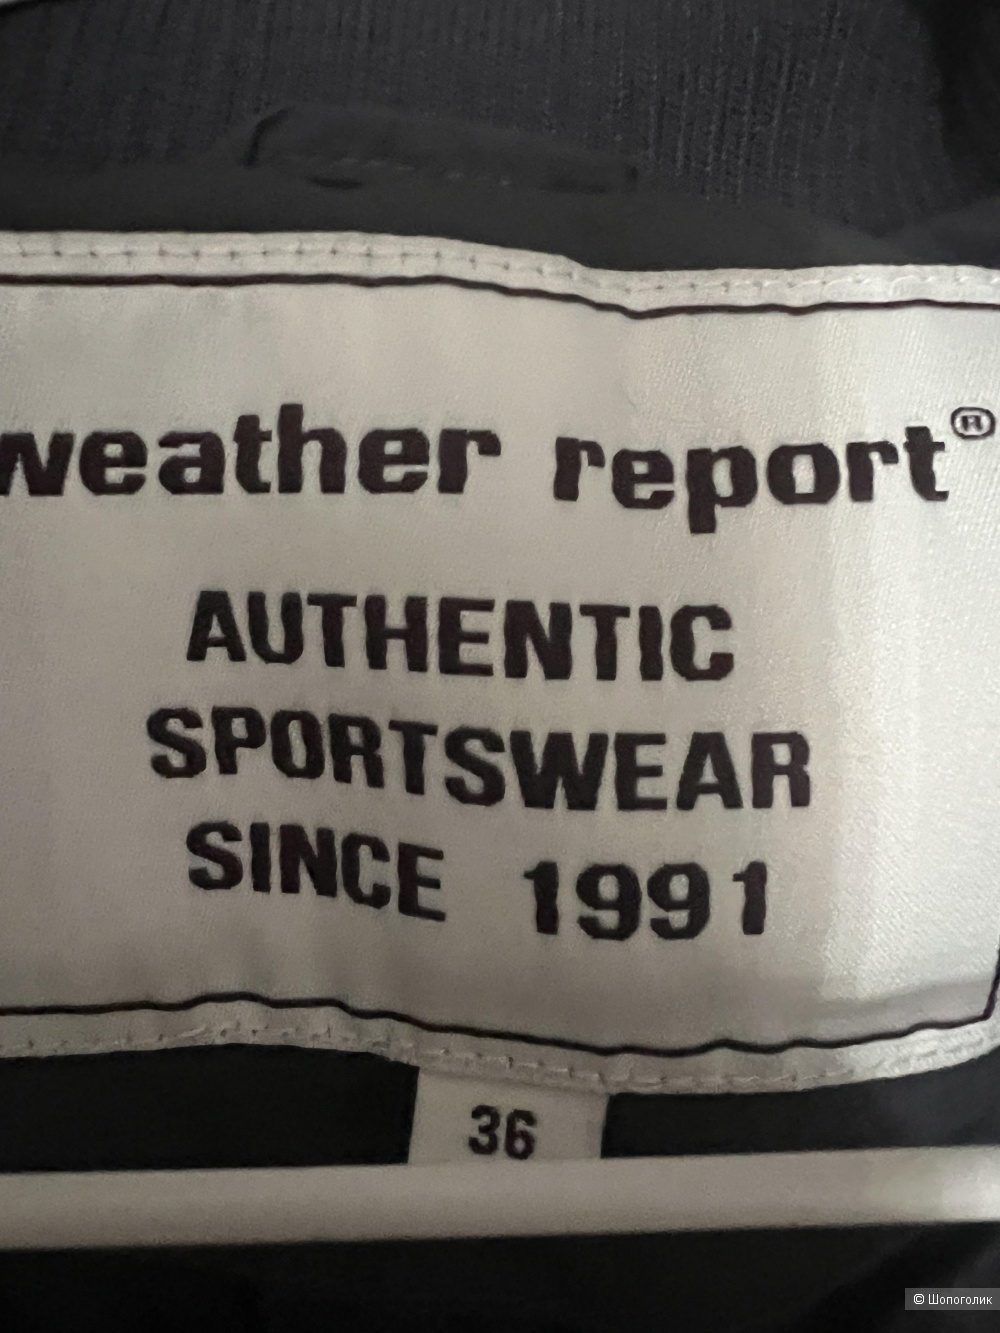 weather report®
AUTHENTIC
SPORTSWEAR
SINCE 1991
36
© Шопоголик